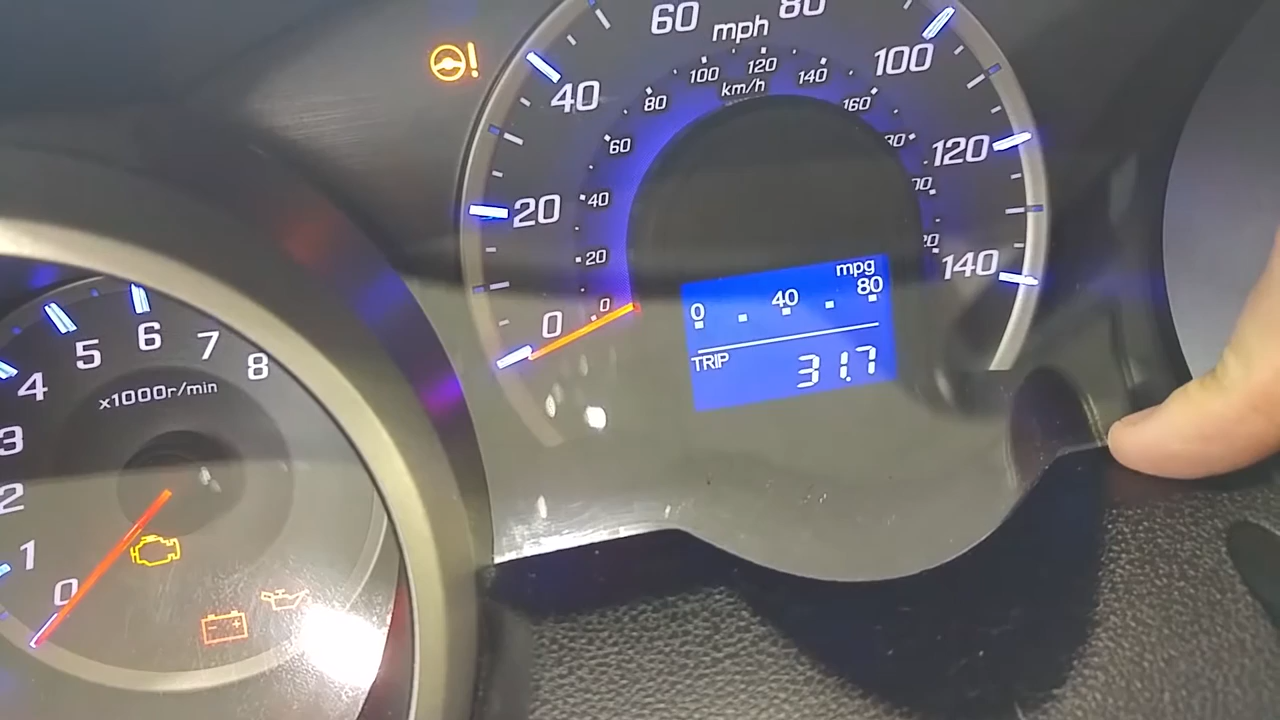 60 mph 80
40 100
100 120 140
km/h
80 160
60 120
20 40
20 140
0 0
mpg
0 40 80
TRIP 31.7
4 5 6 7 8
x1000r/min
3
2
1
0